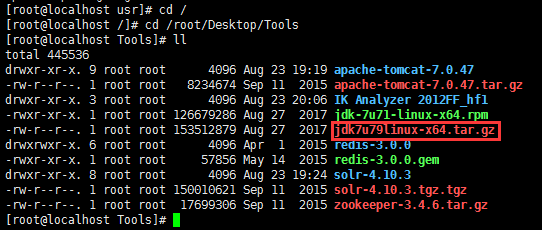 [root@localhost usr]# cd /
[root@localhost /]# cd /root/Desktop/Tools
[root@localhost Tools]# ll
total 445536
drwxr-xr-x. 9 root root 4096 Aug 23 19:19 apache-tomcat-7.0.47
-rw-r--r--. 1 root root 8234674 Sep 11 2015 apache-tomcat-7.0.47.tar.gz
drwxr-xr-x. 3 root root 4096 Aug 23 20:06 IK Analyzer 2012FF_hf1
-rw-r--r--. 1 root root 126679286 Aug 27 2017 jdk-7u71-linux-x64.rpm
-rw-r--r--. 1 root root 153512879 Aug 27 2017 jdk7u79linux-x64.tar.gz
drwxrwxr-x. 6 root root 4096 Apr 1 2015 redis-3.0.0
-rw-r--r--. 1 root root 57856 May 14 2015 redis-3.0.0.gem
drwxr-xr-x. 8 root root 4096 Aug 23 19:24 solr-4.10.3
-rw-r--r--. 1 root root 150010621 Sep 11 2015 solr-4.10.3.tgz.tgz
-rw-r--r--. 1 root root 17699306 Sep 11 2015 zookeeper-3.4.6.tar.gz
[root@localhost Tools]#